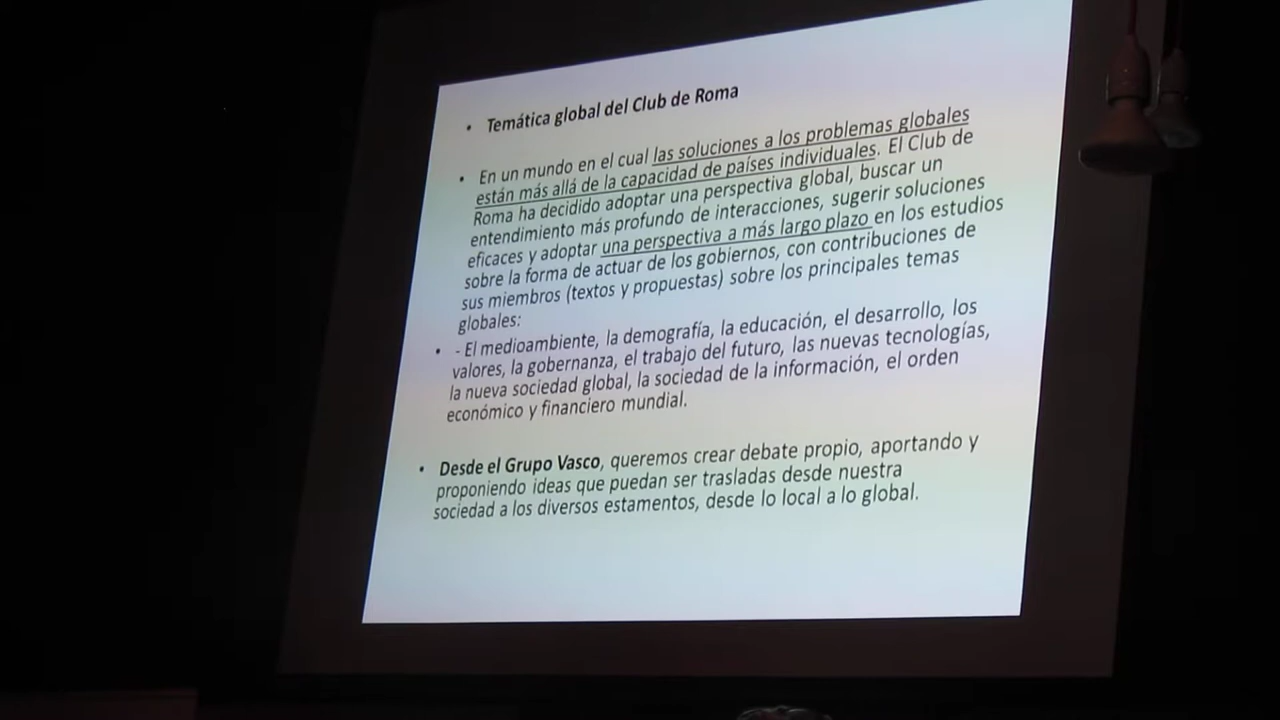 • Temática global del Club de Roma
• En un mundo en el cual las soluciones a los problemas globales
están más allá de la capacidad de países individuales. El Club de
Roma ha decidido adoptar una perspectiva global, buscar un
entendimiento más profundo de interacciones, sugerir soluciones
eficaces y adoptar una perspectiva a más largo plazo en los estudios
sobre la forma de actuar de los gobiernos, con contribuciones de
sus miembros (textos y propuestas) sobre los principales temas
globales:
• - El medioambiente, la demografía, la educación, el desarrollo, los
valores, la gobernanza, el trabajo del futuro, las nuevas tecnologías,
la nueva sociedad global, la sociedad de la información, el orden
económico y financiero mundial.
• Desde el Grupo Vasco, queremos crear debate propio, aportando y
proponiendo ideas que puedan ser trasladas desde nuestra
sociedad a los diversos estamentos, desde lo local a lo global.